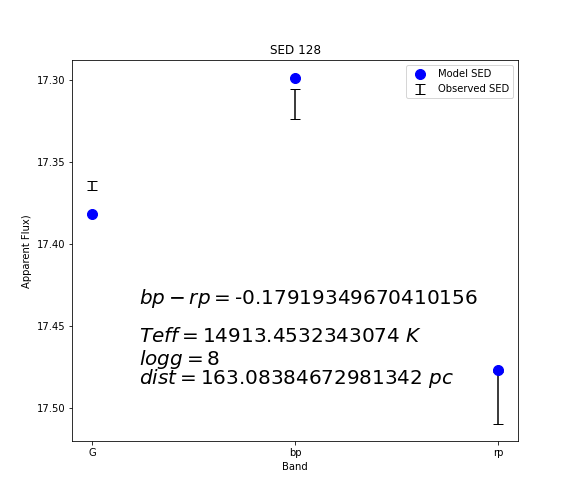 SED 128
Model SED
Observed SED
17.30
17.35
17.40
17.45
17.50
Apparent Flux)
bp − rp = -0.17919349670410156
Teff = 14913.4532343074 K
logg = 8
dist = 163.08384672981342 pc
G
bp
rp
Band